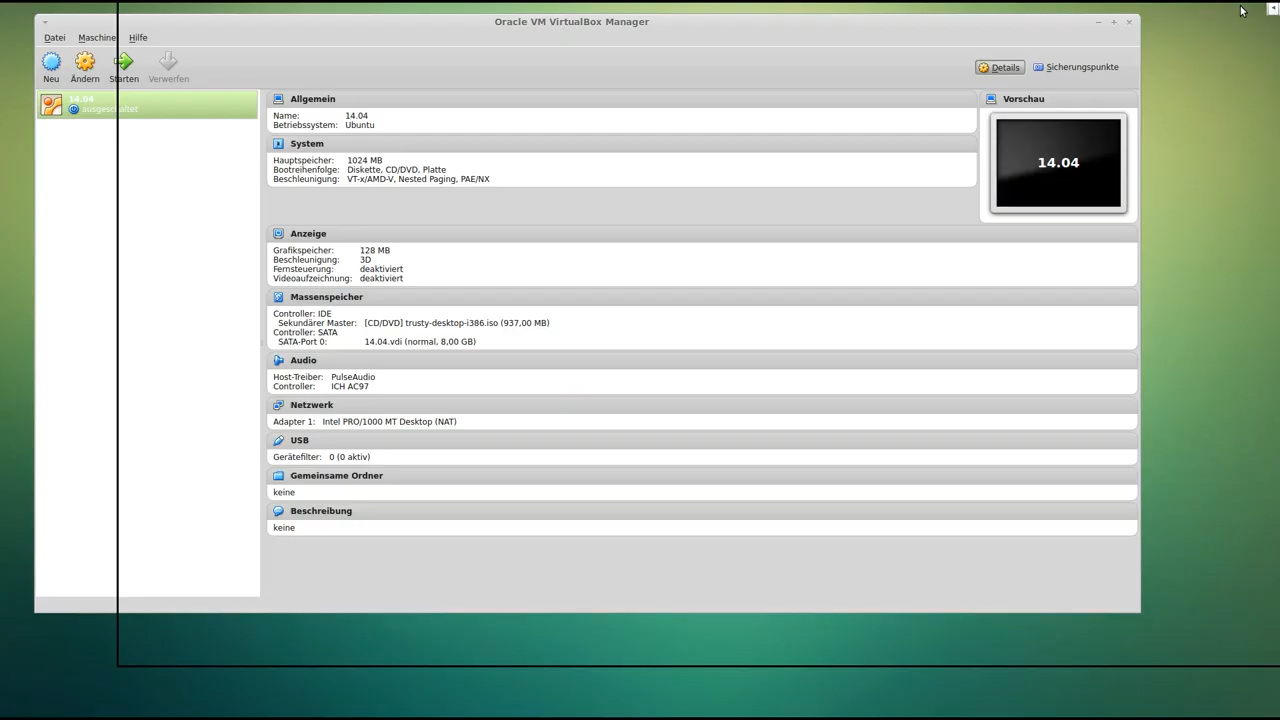 Oracle VM VirtualBox Manager
Datei Maschine Hilfe
Neu Ändern Starten Verwerfen
Details Sicherungspunkte
14.04
ausgeschaltet
Allgemein
Name: 14.04
Betriebssystem: Ubuntu
System
Hauptspeicher: 1024 MB
Bootreihenfolge: Diskette, CD/DVD, Platte
Beschleunigung: VT-x/AMD-V, Nested Paging, PAE/NX
Vorschau
14.04
Anzeige
Grafikspeicher: 128 MB
Beschleunigung: 3D
Fernsteuerung: deaktiviert
Videoaufzeichnung: deaktiviert
Massenspeicher
Controller: IDE
Sekundärer Master: [CD/DVD] trusty-desktop-i386.iso (937,00 MB)
Controller: SATA
SATA-Port 0: 14.04.vdi (normal, 8,00 GB)
Audio
Host-Treiber: PulseAudio
Controller: ICH AC97
Netzwerk
Adapter 1: Intel PRO/1000 MT Desktop (NAT)
USB
Gerätefilter: 0 (0 aktiv)
Gemeinsame Ordner
keine
Beschreibung
keine